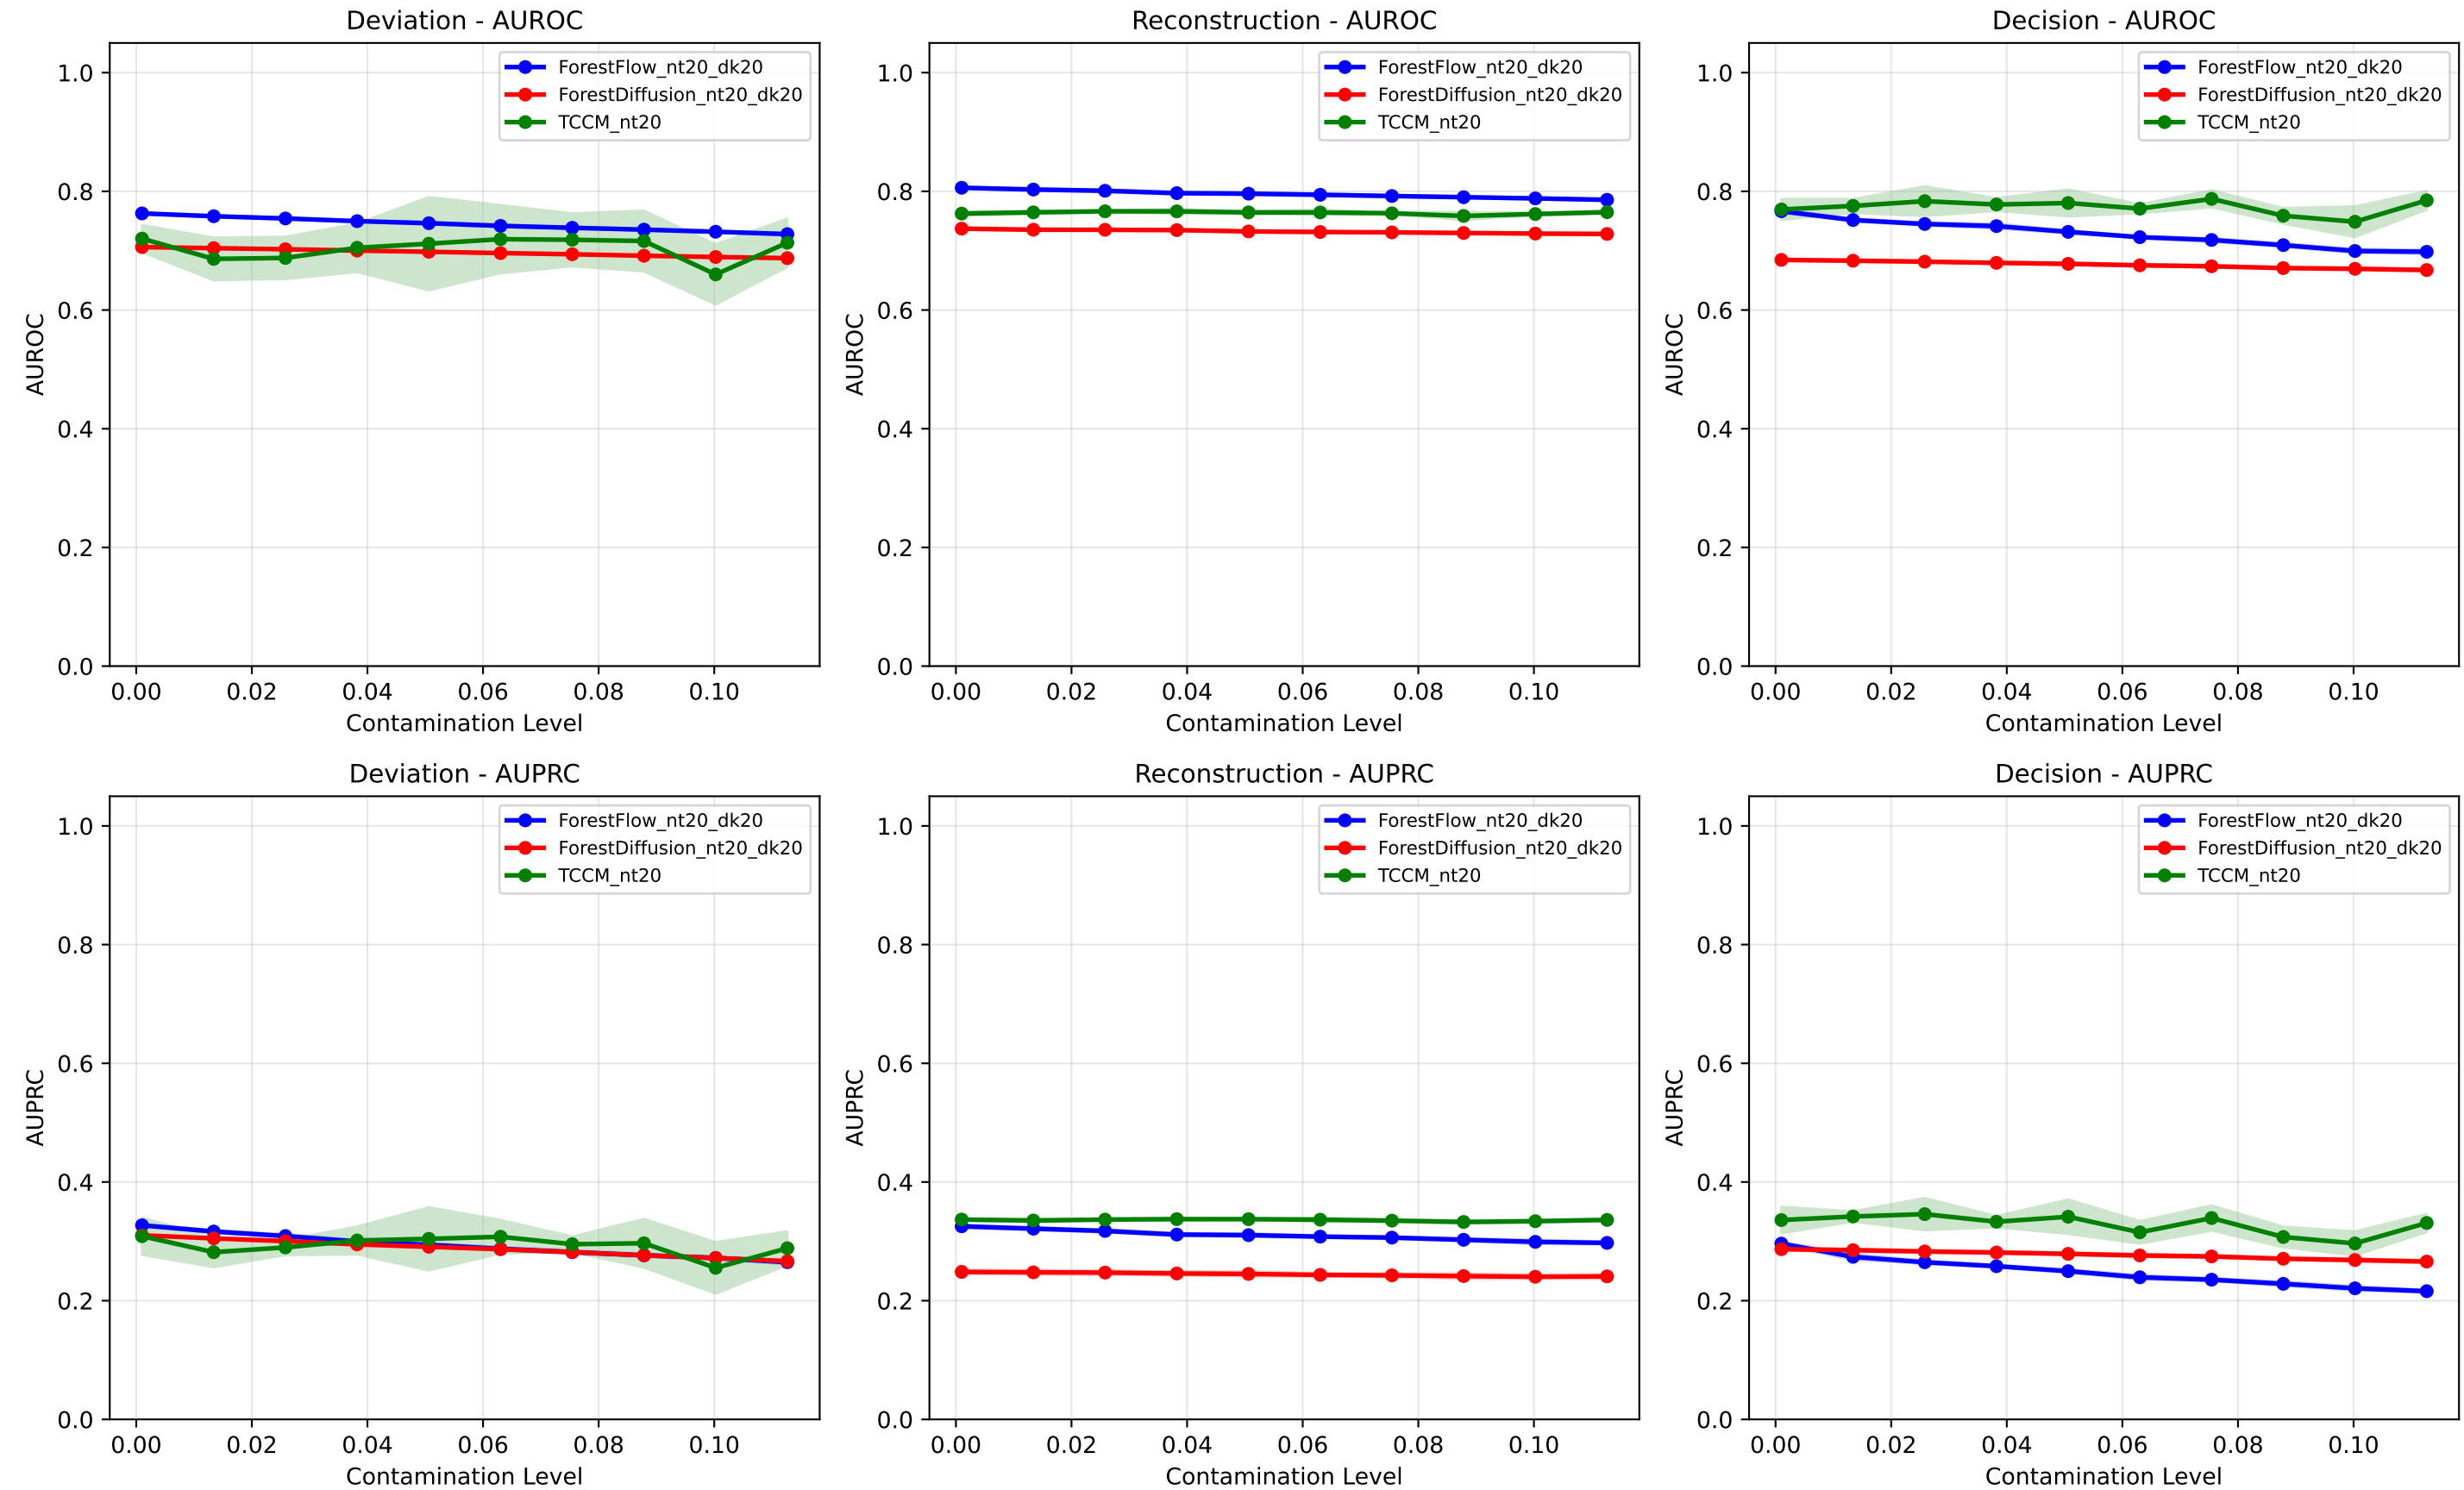 Deviation - AUROC
1.0
0.8
0.6
0.4
0.2
0.0
AUROC
0.00 0.02 0.04 0.06 0.08 0.10
Contamination Level
ForestFlow_nt20_dk20
ForestDiffusion_nt20_dk20
TCCM_nt20
Reconstruction - AUROC
1.0
0.8
0.6
0.4
0.2
0.0
AUROC
0.00 0.02 0.04 0.06 0.08 0.10
Contamination Level
ForestFlow_nt20_dk20
ForestDiffusion_nt20_dk20
TCCM_nt20
Decision - AUROC
1.0
0.8
0.6
0.4
0.2
0.0
AUROC
0.00 0.02 0.04 0.06 0.08 0.10
Contamination Level
ForestFlow_nt20_dk20
ForestDiffusion_nt20_dk20
TCCM_nt20
Deviation - AUPRC
1.0
0.8
0.6
0.4
0.2
0.0
AUPRC
0.00 0.02 0.04 0.06 0.08 0.10
Contamination Level
ForestFlow_nt20_dk20
ForestDiffusion_nt20_dk20
TCCM_nt20
Reconstruction - AUPRC
1.0
0.8
0.6
0.4
0.2
0.0
AUPRC
0.00 0.02 0.04 0.06 0.08 0.10
Contamination Level
ForestFlow_nt20_dk20
ForestDiffusion_nt20_dk20
TCCM_nt20
Decision - AUPRC
1.0
0.8
0.6
0.4
0.2
0.0
AUPRC
0.00 0.02 0.04 0.06 0.08 0.10
Contamination Level
ForestFlow_nt20_dk20
ForestDiffusion_nt20_dk20
TCCM_nt20